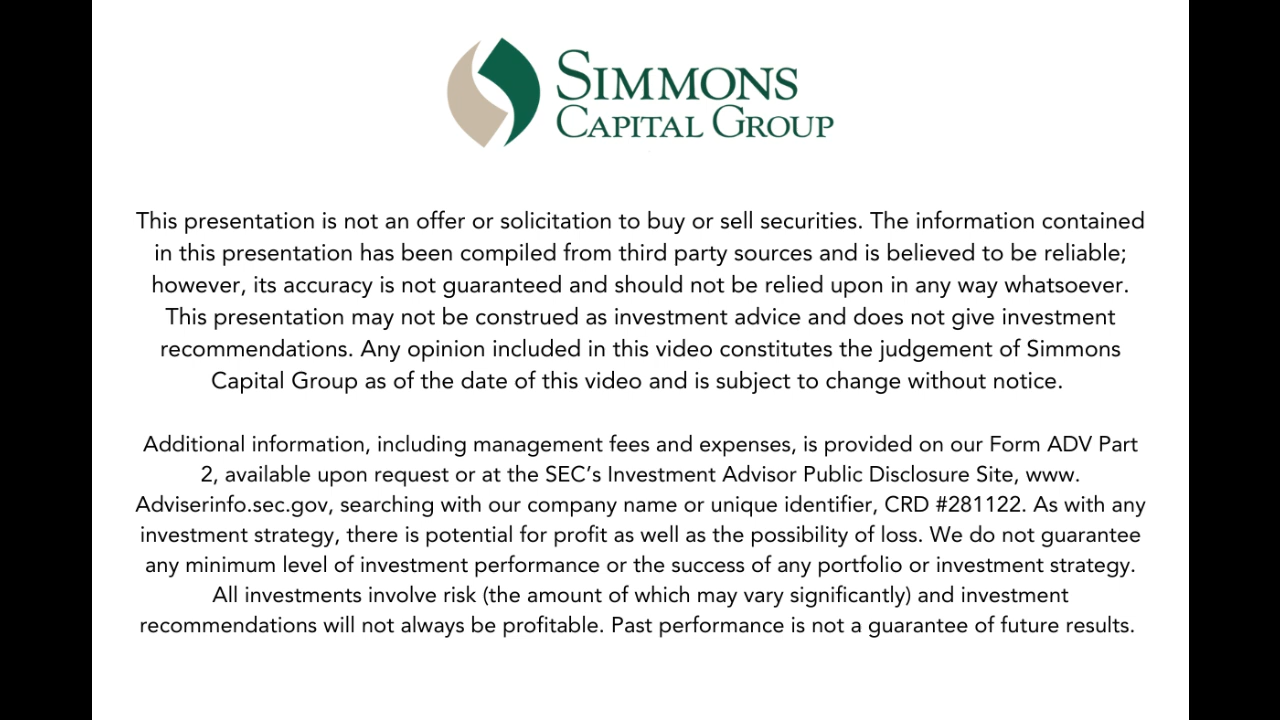 SIMMONS
CAPITAL GROUP
This presentation is not an offer or solicitation to buy or sell securities. The information contained
in this presentation has been compiled from third party sources and is believed to be reliable;
however, its accuracy is not guaranteed and should not be relied upon in any way whatsoever.
This presentation may not be construed as investment advice and does not give investment
recommendations. Any opinion included in this video constitutes the judgement of Simmons
Capital Group as of the date of this video and is subject to change without notice.
Additional information, including management fees and expenses, is provided on our Form ADV Part
2, available upon request or at the SEC’s Investment Advisor Public Disclosure Site, www.
Adviserinfo.sec.gov, searching with our company name or unique identifier, CRD #281122. As with any
investment strategy, there is potential for profit as well as the possibility of loss. We do not guarantee
any minimum level of investment performance or the success of any portfolio or investment strategy.
All investments involve risk (the amount of which may vary significantly) and investment
recommendations will not always be profitable. Past performance is not a guarantee of future results.